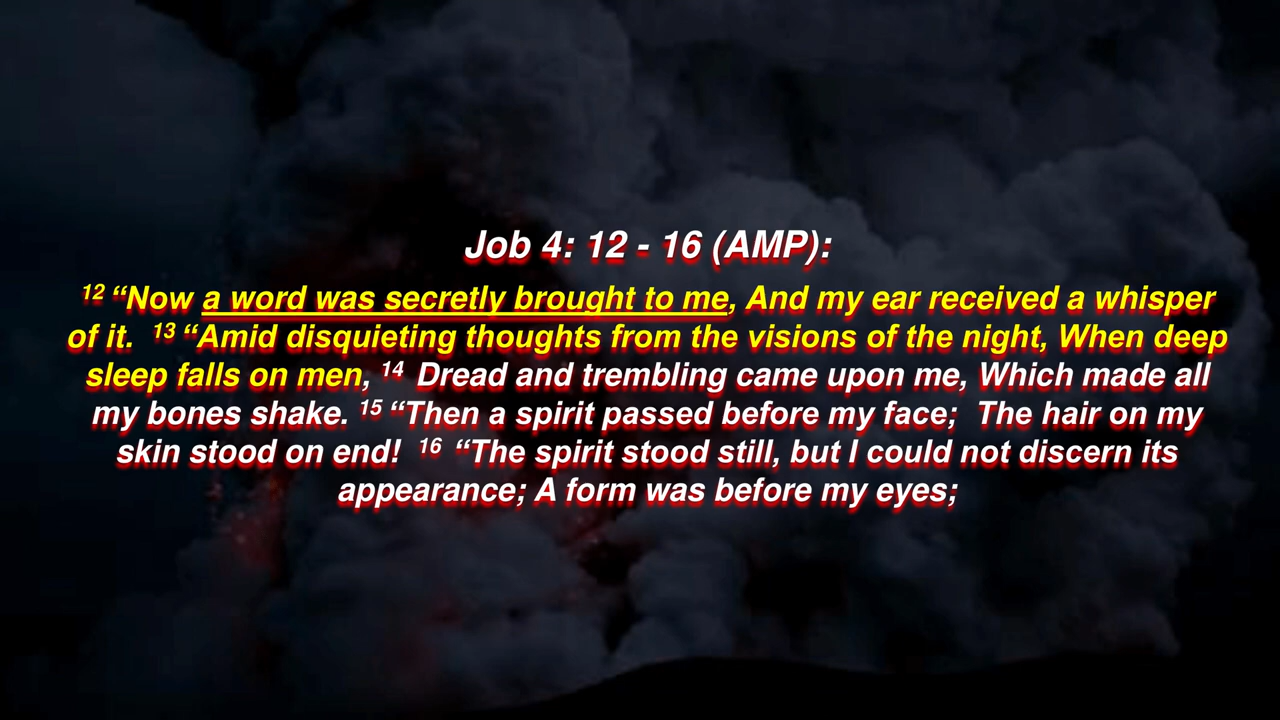 Job 4: 12 - 16 (AMP):
12 “Now a word was secretly brought to me, And my ear received a whisper
of it. 13 “Amid disquieting thoughts from the visions of the night, When deep
sleep falls on men, 14 Dread and trembling came upon me, Which made all
my bones shake. 15 “Then a spirit passed before my face; The hair on my
skin stood on end! 16 “The spirit stood still, but I could not discern its
appearance; A form was before my eyes;